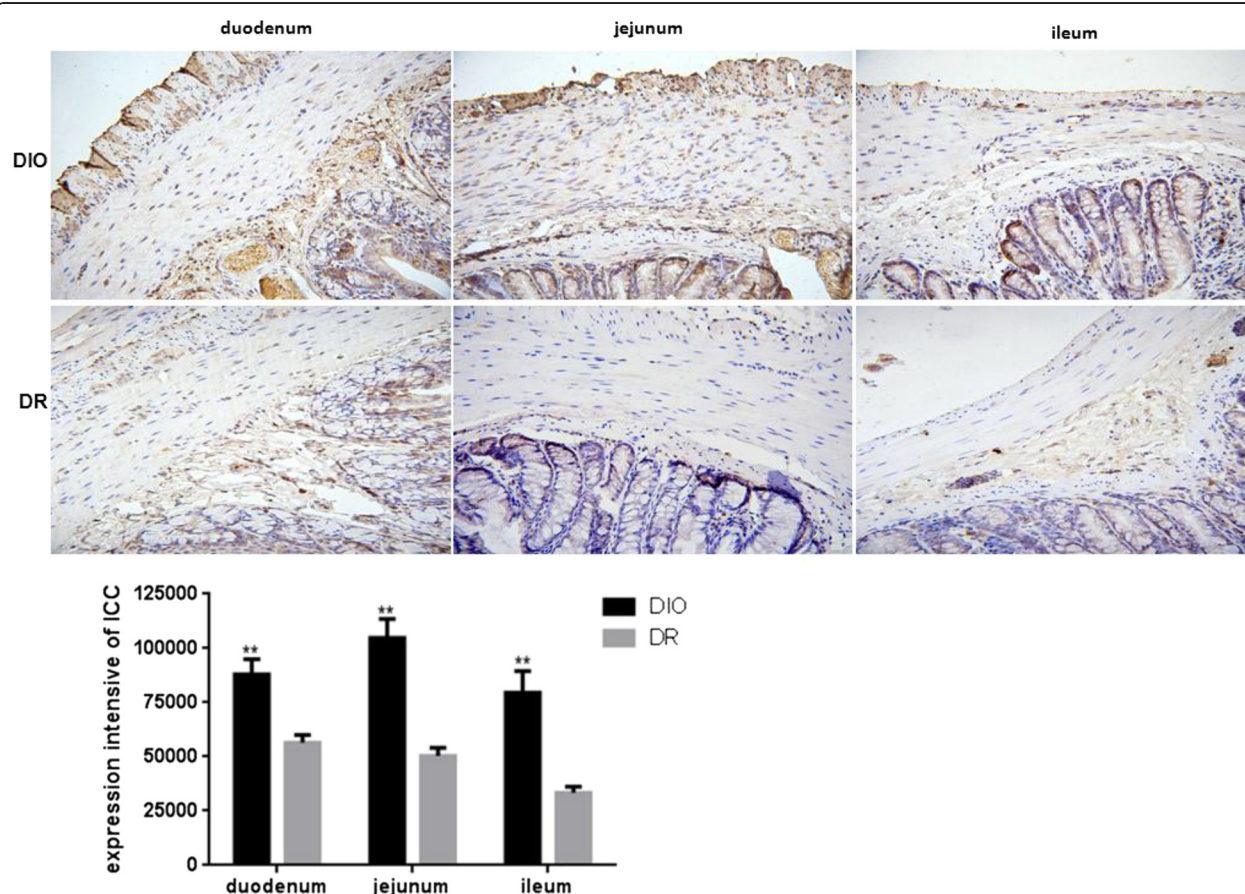 duodenum jejunum ileum
DIO
DR
expression intensive of ICC
125000
100000
75000
50000
25000
0
** ** **
DIO
DR
duodenum jejunum ileum